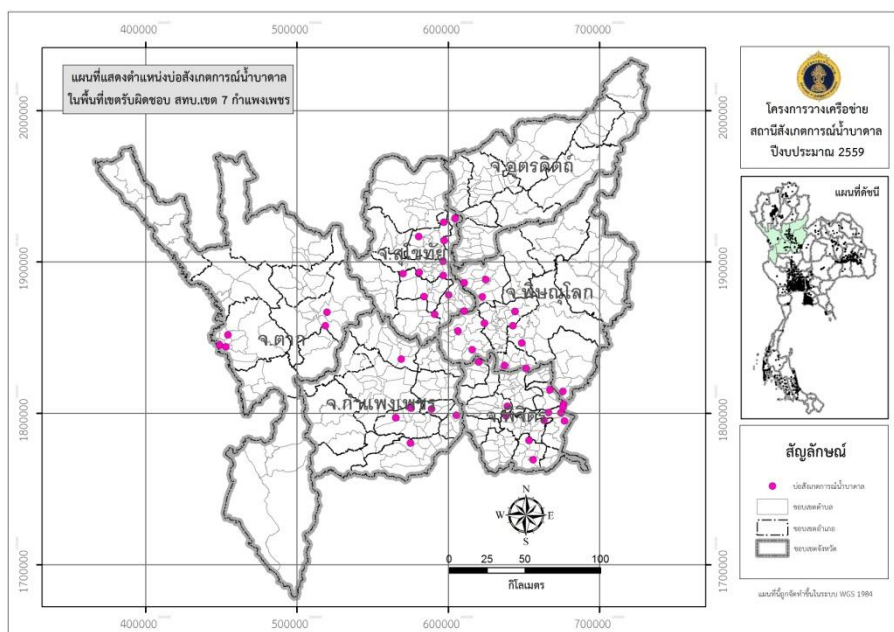 400000 500000 600000 700000
แผนที่แสดงตำแหน่งบ่อสังเกตการณ์น้ำบาดาล
ในพื้นที่เขตรับผิดชอบ สทบ.เขต 7 กำแพงเพชร
2000000 2000000
1900000 1900000
1800000 1800000
1700000 1700000
จ.อุตรดิตถ์
จ.สุโขทัย
จ.พิษณุโลก
จ.ตาก
จ.กำแพงเพชร
จ.พิจิตร
N
W E
S
0 25 50 100
กิโลเมตร
400000 500000 600000 700000
โครงการวางเครือข่าย
สถานีสังเกตการณ์น้ำบาดาล
ปีงบประมาณ 2559
แผนที่ดัชนี
สัญลักษณ์
บ่อสังเกตการณ์น้ำบาดาล
ขอบเขตตำบล
ขอบเขตอำเภอ
ขอบเขตจังหวัด
แผนที่นี้ถูกจัดทำขึ้นในระบบ WGS 1984